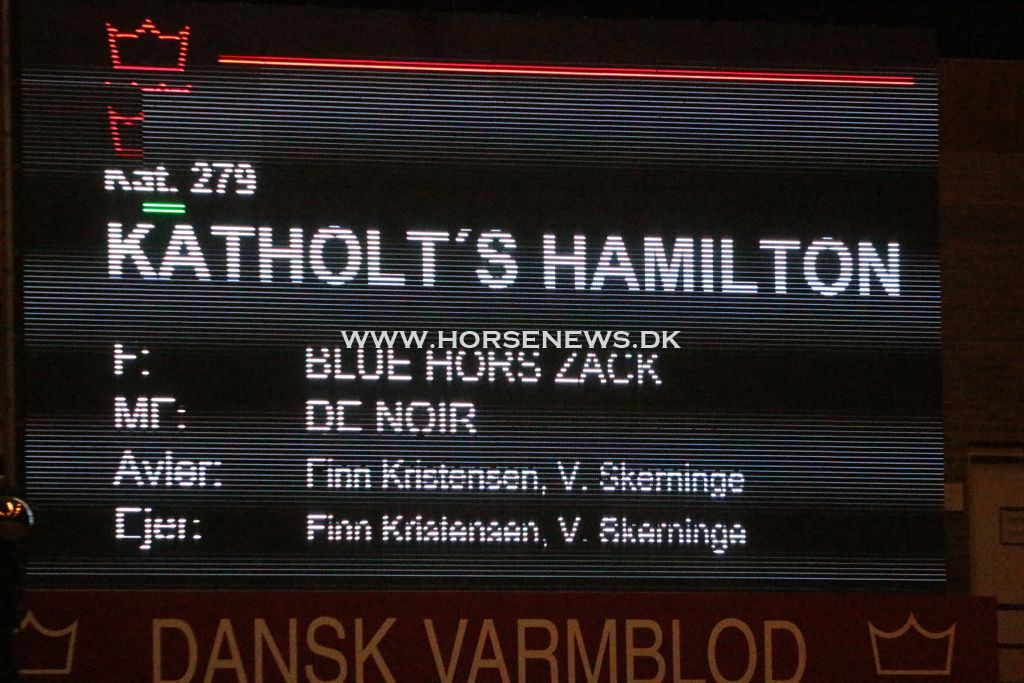 Kat. 279
KATHOLT´S HAMILTON
WWW.HORSENEWS.DK
F: BLUE HORS ZACK
MF: DE NOIR
Avler: Finn Kristensen, V. Skerninge
Ejer: Finn Kristensen, V. Skerninge
DANSK VARMBLOD